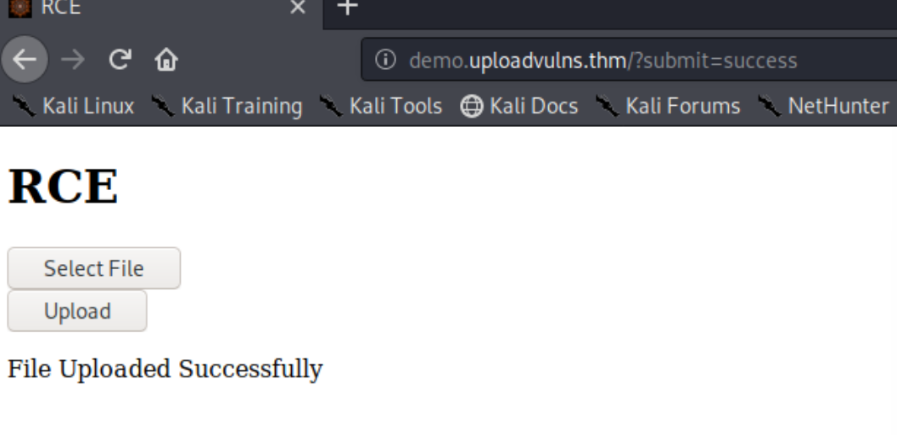 RCE
demo.uploadvulns.thm/?submit=success
Kali Linux Kali Training Kali Tools Kali Docs Kali Forums NetHunter
RCE
Select File
Upload
File Uploaded Successfully